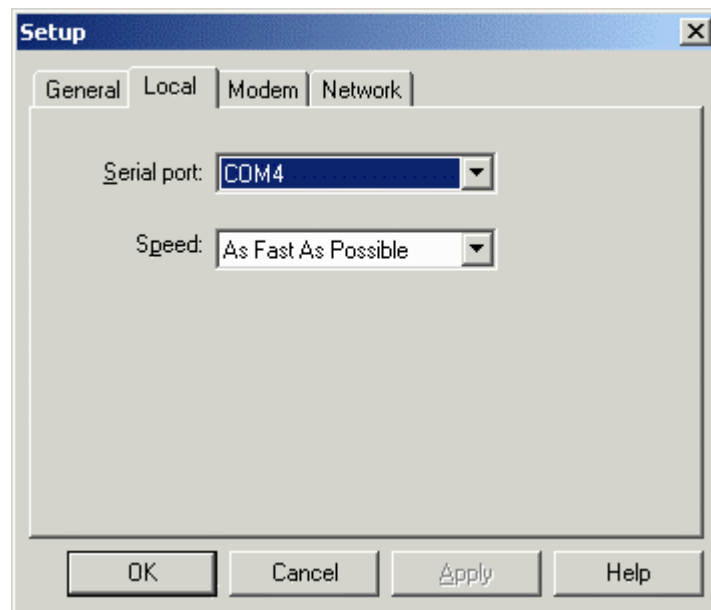 Setup
General Local Modem Network
Serial port: COM4
Speed: As Fast As Possible
OK Cancel Apply Help